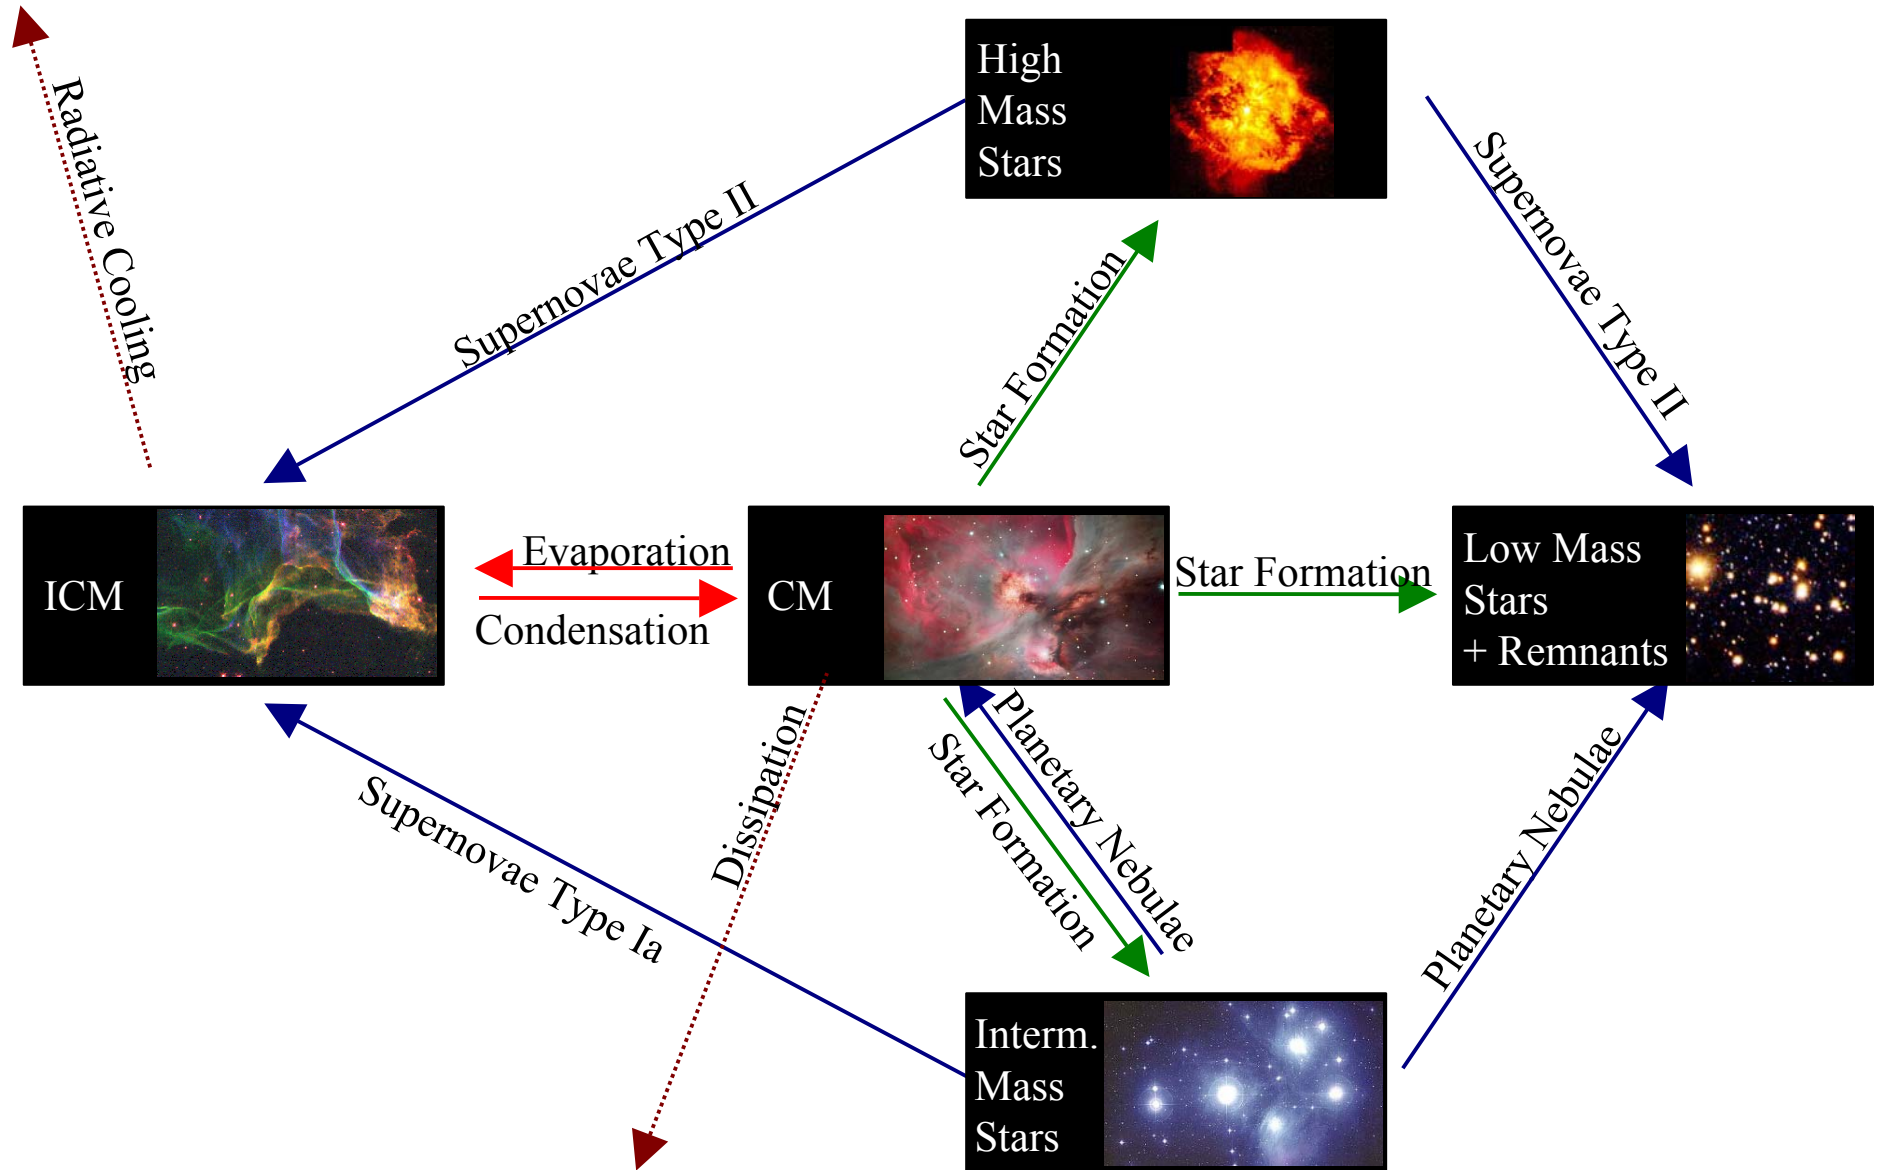 High
Mass
Stars
Radiative Cooling
Supernovae Type II
Supernovae Type II
Star Formation
ICM
Evaporation
Condensation
CM
Star Formation
Low Mass
Stars
+ Remnants
Supernovae Type Ia
Dissipation
Star Formation
Planetary Nebulae
Planetary Nebulae
Interm.
Mass
Stars